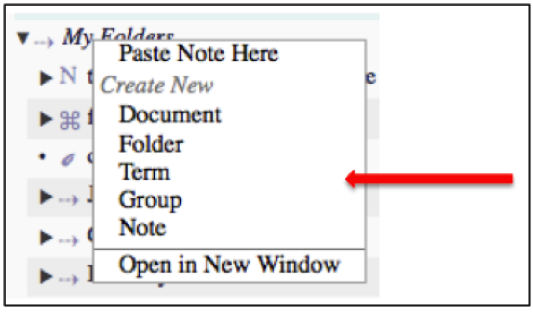 My Folders
Paste Note Here
Create New
Document
Folder
Term
Group
Note
Open in New Window